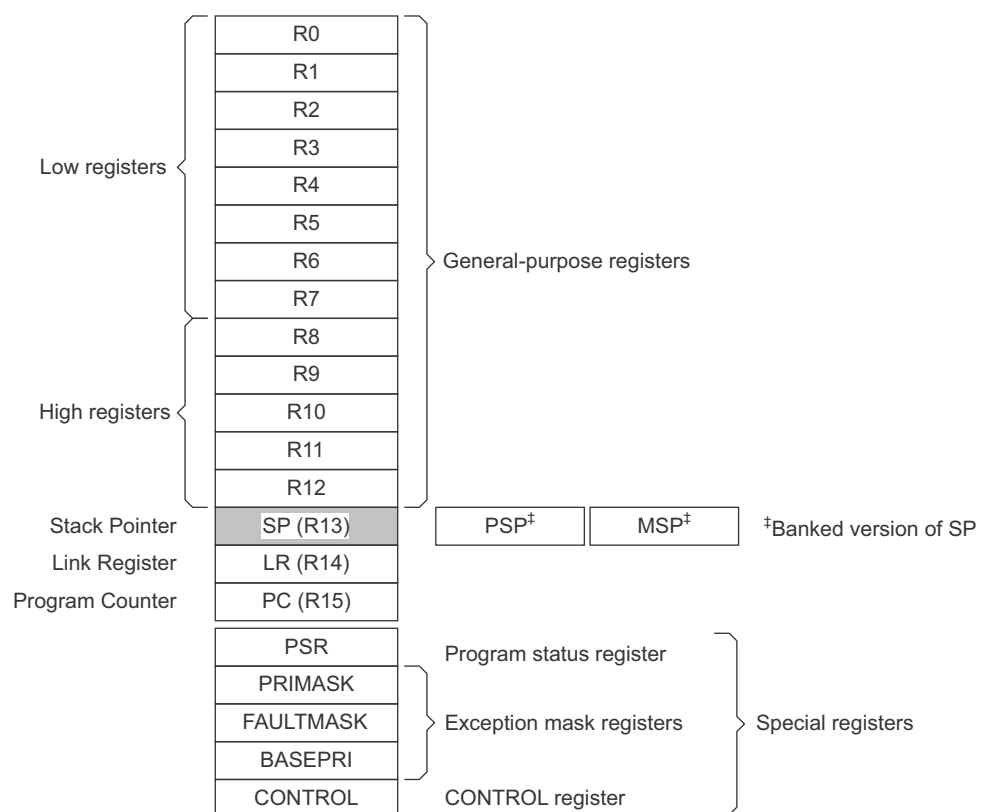 R0
R1
R2
R3
Low registers
R4
R5
R6
General-purpose registers
R7
R8
R9
High registers
R10
R11
R12
Stack Pointer
SP (R13)
PSP‡
MSP‡
‡Banked version of SP
Link Register
LR (R14)
Program Counter
PC (R15)
PSR
Program status register
PRIMASK
FAULTMASK
Exception mask registers
Special registers
BASEPRI
CONTROL
CONTROL register